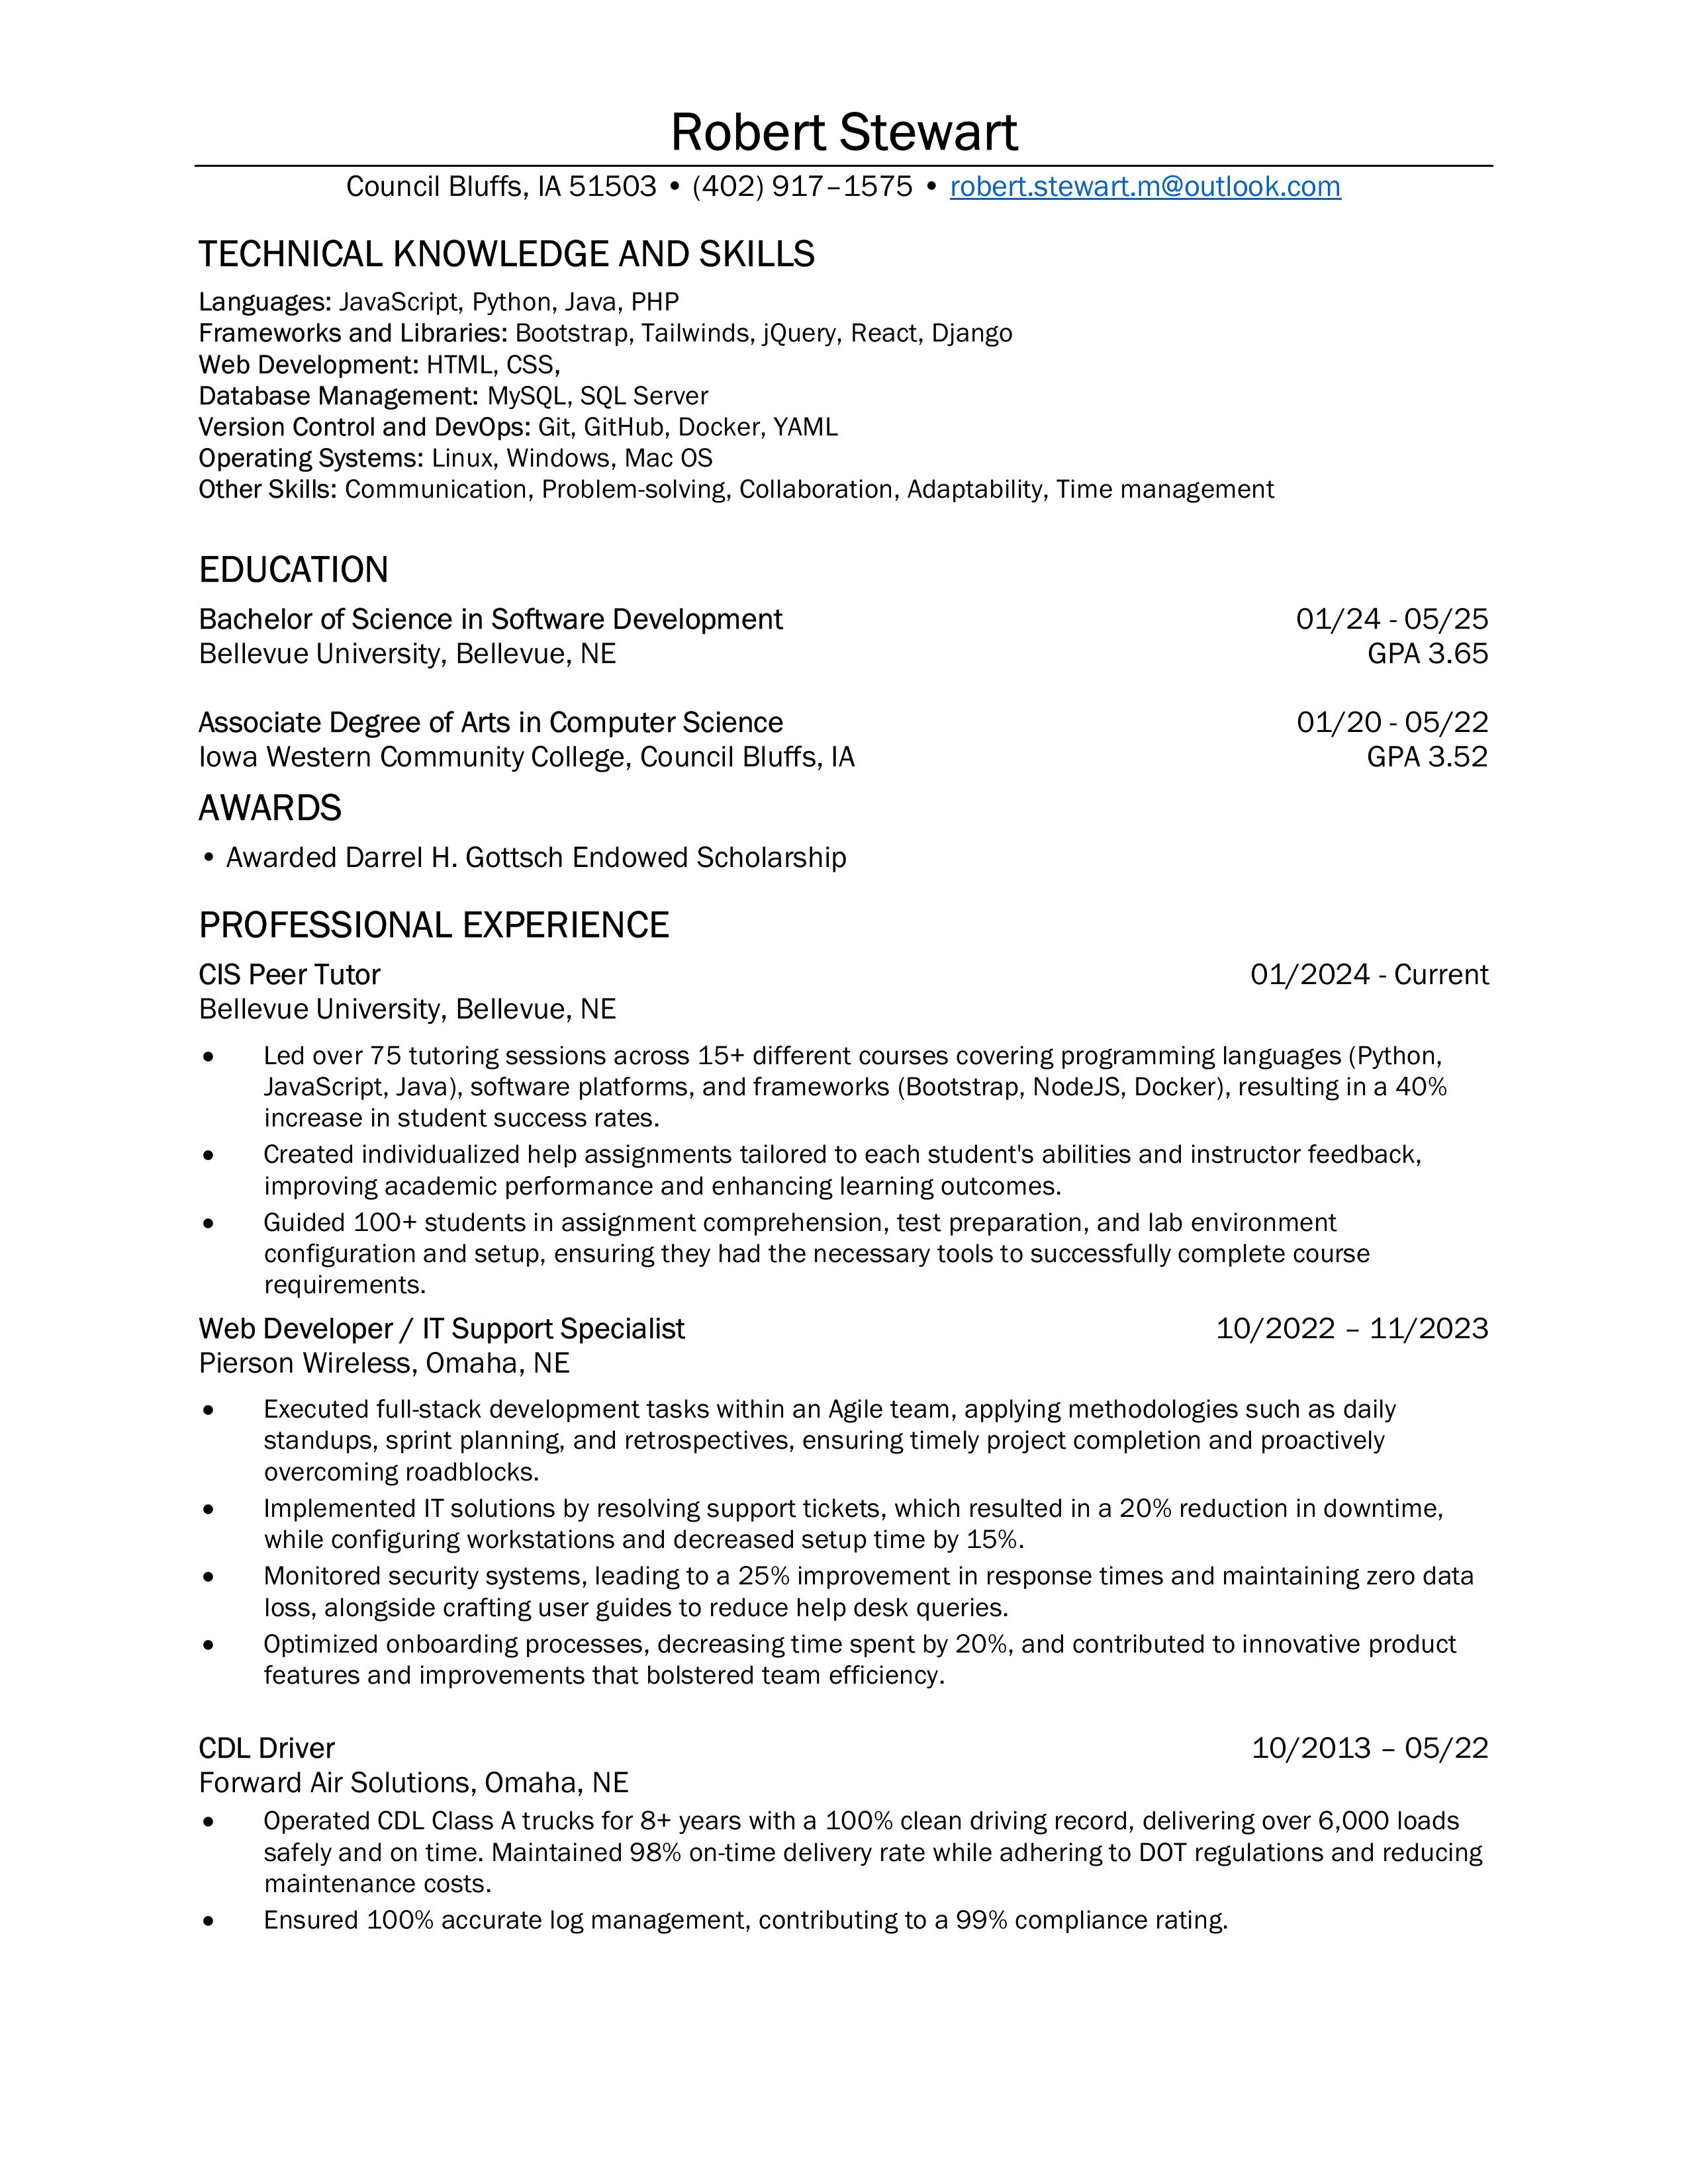 Robert Stewart
Council Bluffs, IA 51503 • (402) 917–1575 • robert.stewart.m@outlook.com
TECHNICAL KNOWLEDGE AND SKILLS
Languages: JavaScript, Python, Java, PHP
Frameworks and Libraries: Bootstrap, Tailwinds, jQuery, React, Django
Web Development: HTML, CSS,
Database Management: MySQL, SQL Server
Version Control and DevOps: Git, GitHub, Docker, YAML
Operating Systems: Linux, Windows, Mac OS
Other Skills: Communication, Problem-solving, Collaboration, Adaptability, Time management
EDUCATION
Bachelor of Science in Software Development 01/24 - 05/25
Bellevue University, Bellevue, NE GPA 3.65
Associate Degree of Arts in Computer Science 01/20 - 05/22
Iowa Western Community College, Council Bluffs, IA GPA 3.52
AWARDS
• Awarded Darrel H. Gottsch Endowed Scholarship
PROFESSIONAL EXPERIENCE
CIS Peer Tutor 01/2024 - Current
Bellevue University, Bellevue, NE
• Led over 75 tutoring sessions across 15+ different courses covering programming languages (Python,
JavaScript, Java), software platforms, and frameworks (Bootstrap, NodeJS, Docker), resulting in a 40%
increase in student success rates.
• Created individualized help assignments tailored to each student's abilities and instructor feedback,
improving academic performance and enhancing learning outcomes.
• Guided 100+ students in assignment comprehension, test preparation, and lab environment
configuration and setup, ensuring they had the necessary tools to successfully complete course
requirements.
Web Developer / IT Support Specialist 10/2022 – 11/2023
Pierson Wireless, Omaha, NE
• Executed full-stack development tasks within an Agile team, applying methodologies such as daily
standups, sprint planning, and retrospectives, ensuring timely project completion and proactively
overcoming roadblocks.
• Implemented IT solutions by resolving support tickets, which resulted in a 20% reduction in downtime,
while configuring workstations and decreased setup time by 15%.
• Monitored security systems, leading to a 25% improvement in response times and maintaining zero data
loss, alongside crafting user guides to reduce help desk queries.
• Optimized onboarding processes, decreasing time spent by 20%, and contributed to innovative product
features and improvements that bolstered team efficiency.
CDL Driver 10/2013 – 05/22
Forward Air Solutions, Omaha, NE
• Operated CDL Class A trucks for 8+ years with a 100% clean driving record, delivering over 6,000 loads
safely and on time. Maintained 98% on-time delivery rate while adhering to DOT regulations and reducing
maintenance costs.
• Ensured 100% accurate log management, contributing to a 99% compliance rating.